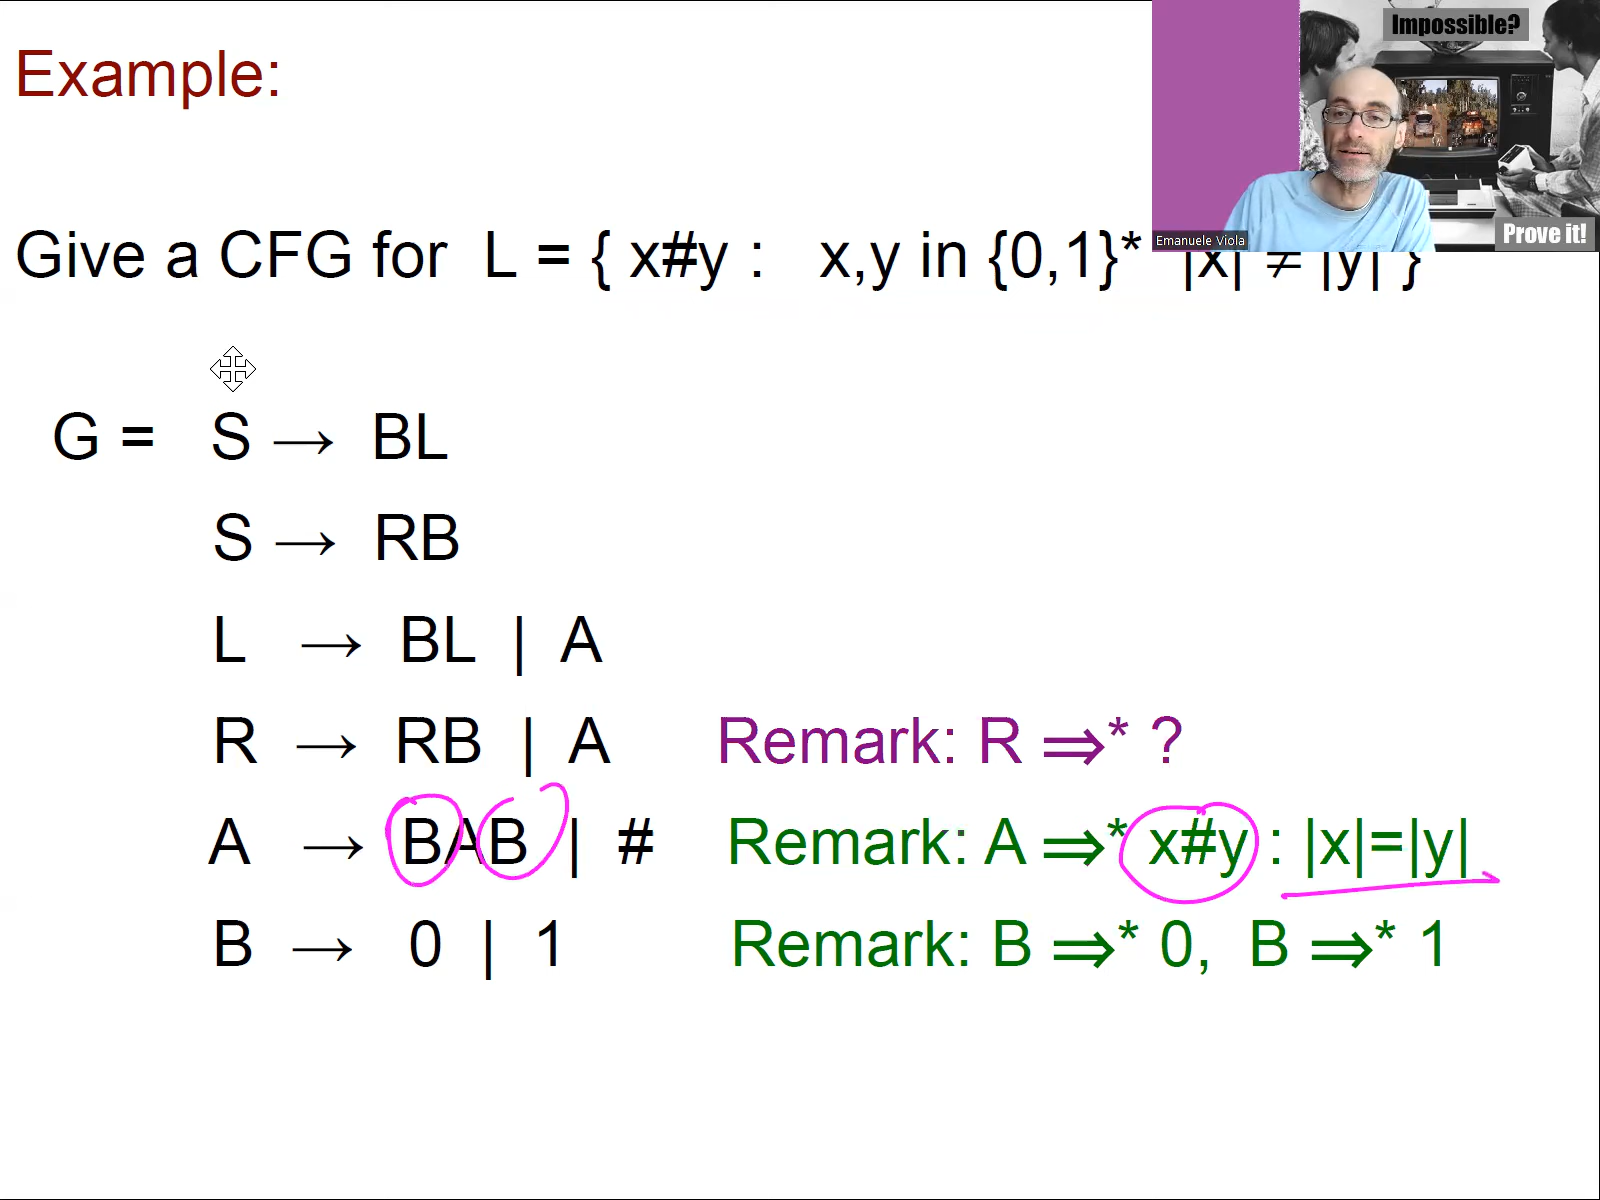 Impossible?
Example:
Emanuele Viola
Prove it!
Give a CFG for L = { x#y : x,y in {0,1}* |x| ≠ |y| }
G = S → BL
S → RB
L → BL | A
R → RB | A Remark: R ⇒* ?
A → BAB | # Remark: A ⇒* x#y : |x|=|y|
B → 0 | 1 Remark: B ⇒* 0, B ⇒* 1